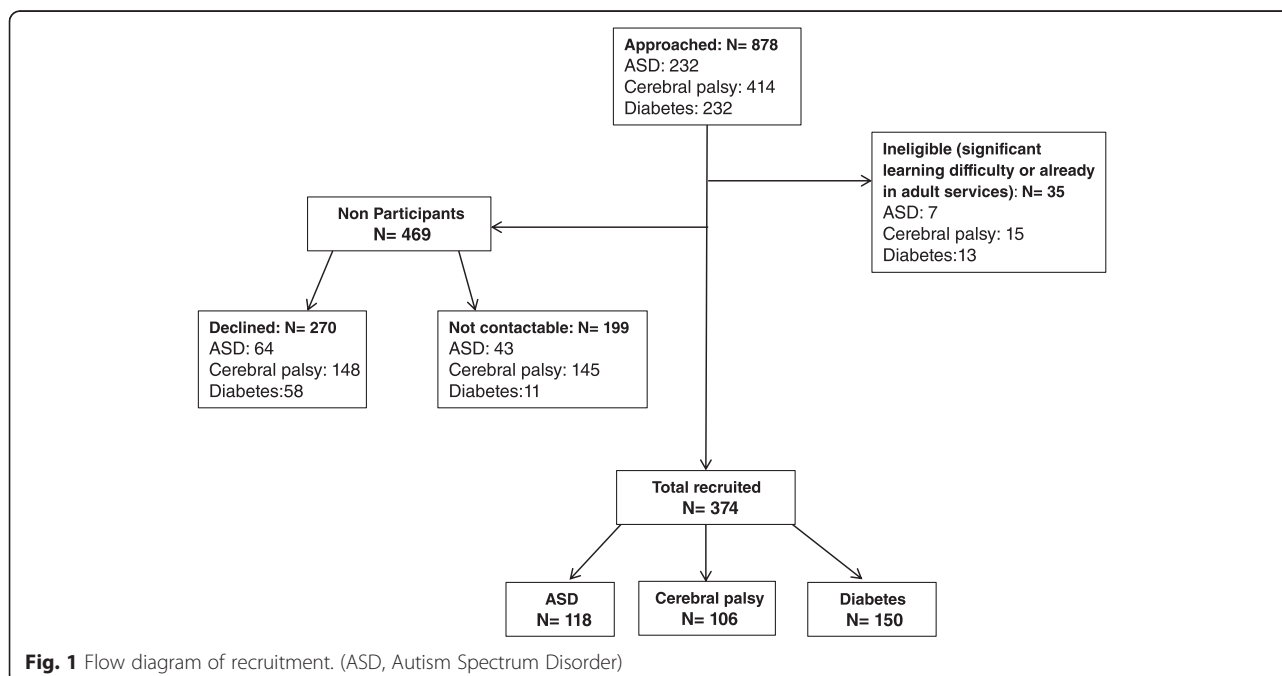 Approached: N= 878
ASD: 232
Cerebral palsy: 414
Diabetes: 232
Ineligible (significant
learning difficulty or already
in adult services): N= 35
ASD: 7
Cerebral palsy: 15
Diabetes:13
Non Participants
N= 469
Declined: N= 270
ASD: 64
Cerebral palsy: 148
Diabetes:58
Not contactable: N= 199
ASD: 43
Cerebral palsy: 145
Diabetes:11
Total recruited
N= 374
ASD
N= 118
Cerebral palsy
N= 106
Diabetes
N= 150
Fig. 1 Flow diagram of recruitment. (ASD, Autism Spectrum Disorder)